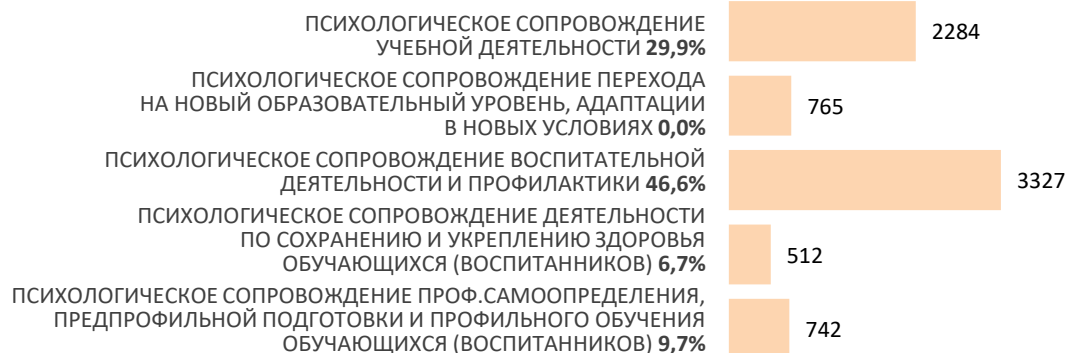 ПСИХОЛОГИЧЕСКОЕ СОПРОВОЖДЕНИЕ
УЧЕБНОЙ ДЕЯТЕЛЬНОСТИ 29,9%
2284
ПСИХОЛОГИЧЕСКОЕ СОПРОВОЖДЕНИЕ ПЕРЕХОДА
НА НОВЫЙ ОБРАЗОВАТЕЛЬНЫЙ УРОВЕНЬ, АДАПТАЦИИ
В НОВЫХ УСЛОВИЯХ 0,0%
765
ПСИХОЛОГИЧЕСКОЕ СОПРОВОЖДЕНИЕ ВОСПИТАТЕЛЬНОЙ
ДЕЯТЕЛЬНОСТИ И ПРОФИЛАКТИКИ 46,6%
3327
ПСИХОЛОГИЧЕСКОЕ СОПРОВОЖДЕНИЕ ДЕЯТЕЛЬНОСТИ
ПО СОХРАНЕНИЮ И УКРЕПЛЕНИЮ ЗДОРОВЬЯ
ОБУЧАЮЩИХСЯ (ВОСПИТАННИКОВ) 6,7%
512
ПСИХОЛОГИЧЕСКОЕ СОПРОВОЖДЕНИЕ ПРОФ.САМООПРЕДЕЛЕНИЯ,
ПРЕДПРОФИЛЬНОЙ ПОДГОТОВКИ И ПРОФИЛЬНОГО ОБУЧЕНИЯ
ОБУЧАЮЩИХСЯ (ВОСПИТАННИКОВ) 9,7%
742